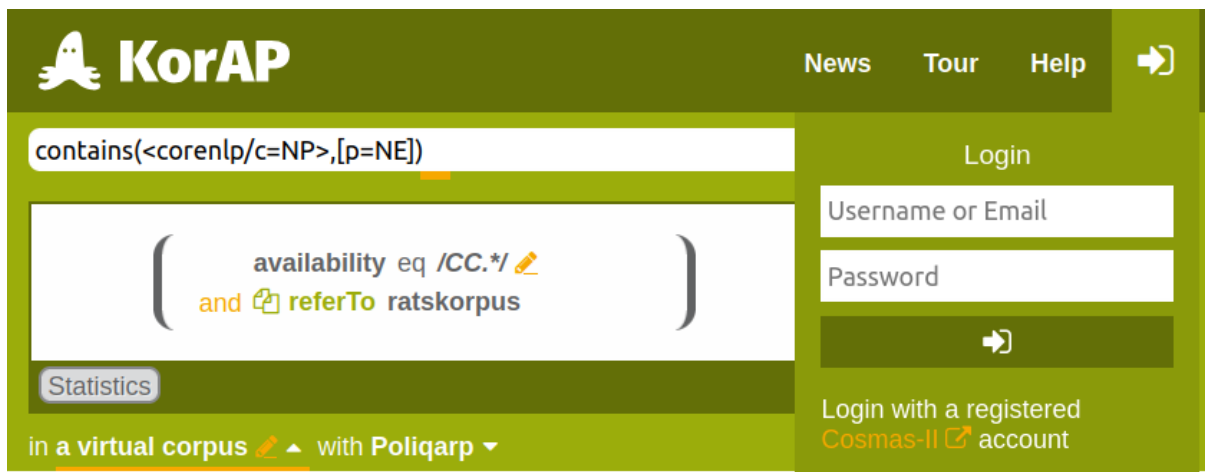 KorAP News Tour Help
contains(<corenlp/c=NP>,[p=NE])
availability eq /CC.*/
and referTo ratskorpus
Statistics
in a virtual corpus with Poliqarp
Login
Username or Email
Password
Login with a registered
Cosmas-II account